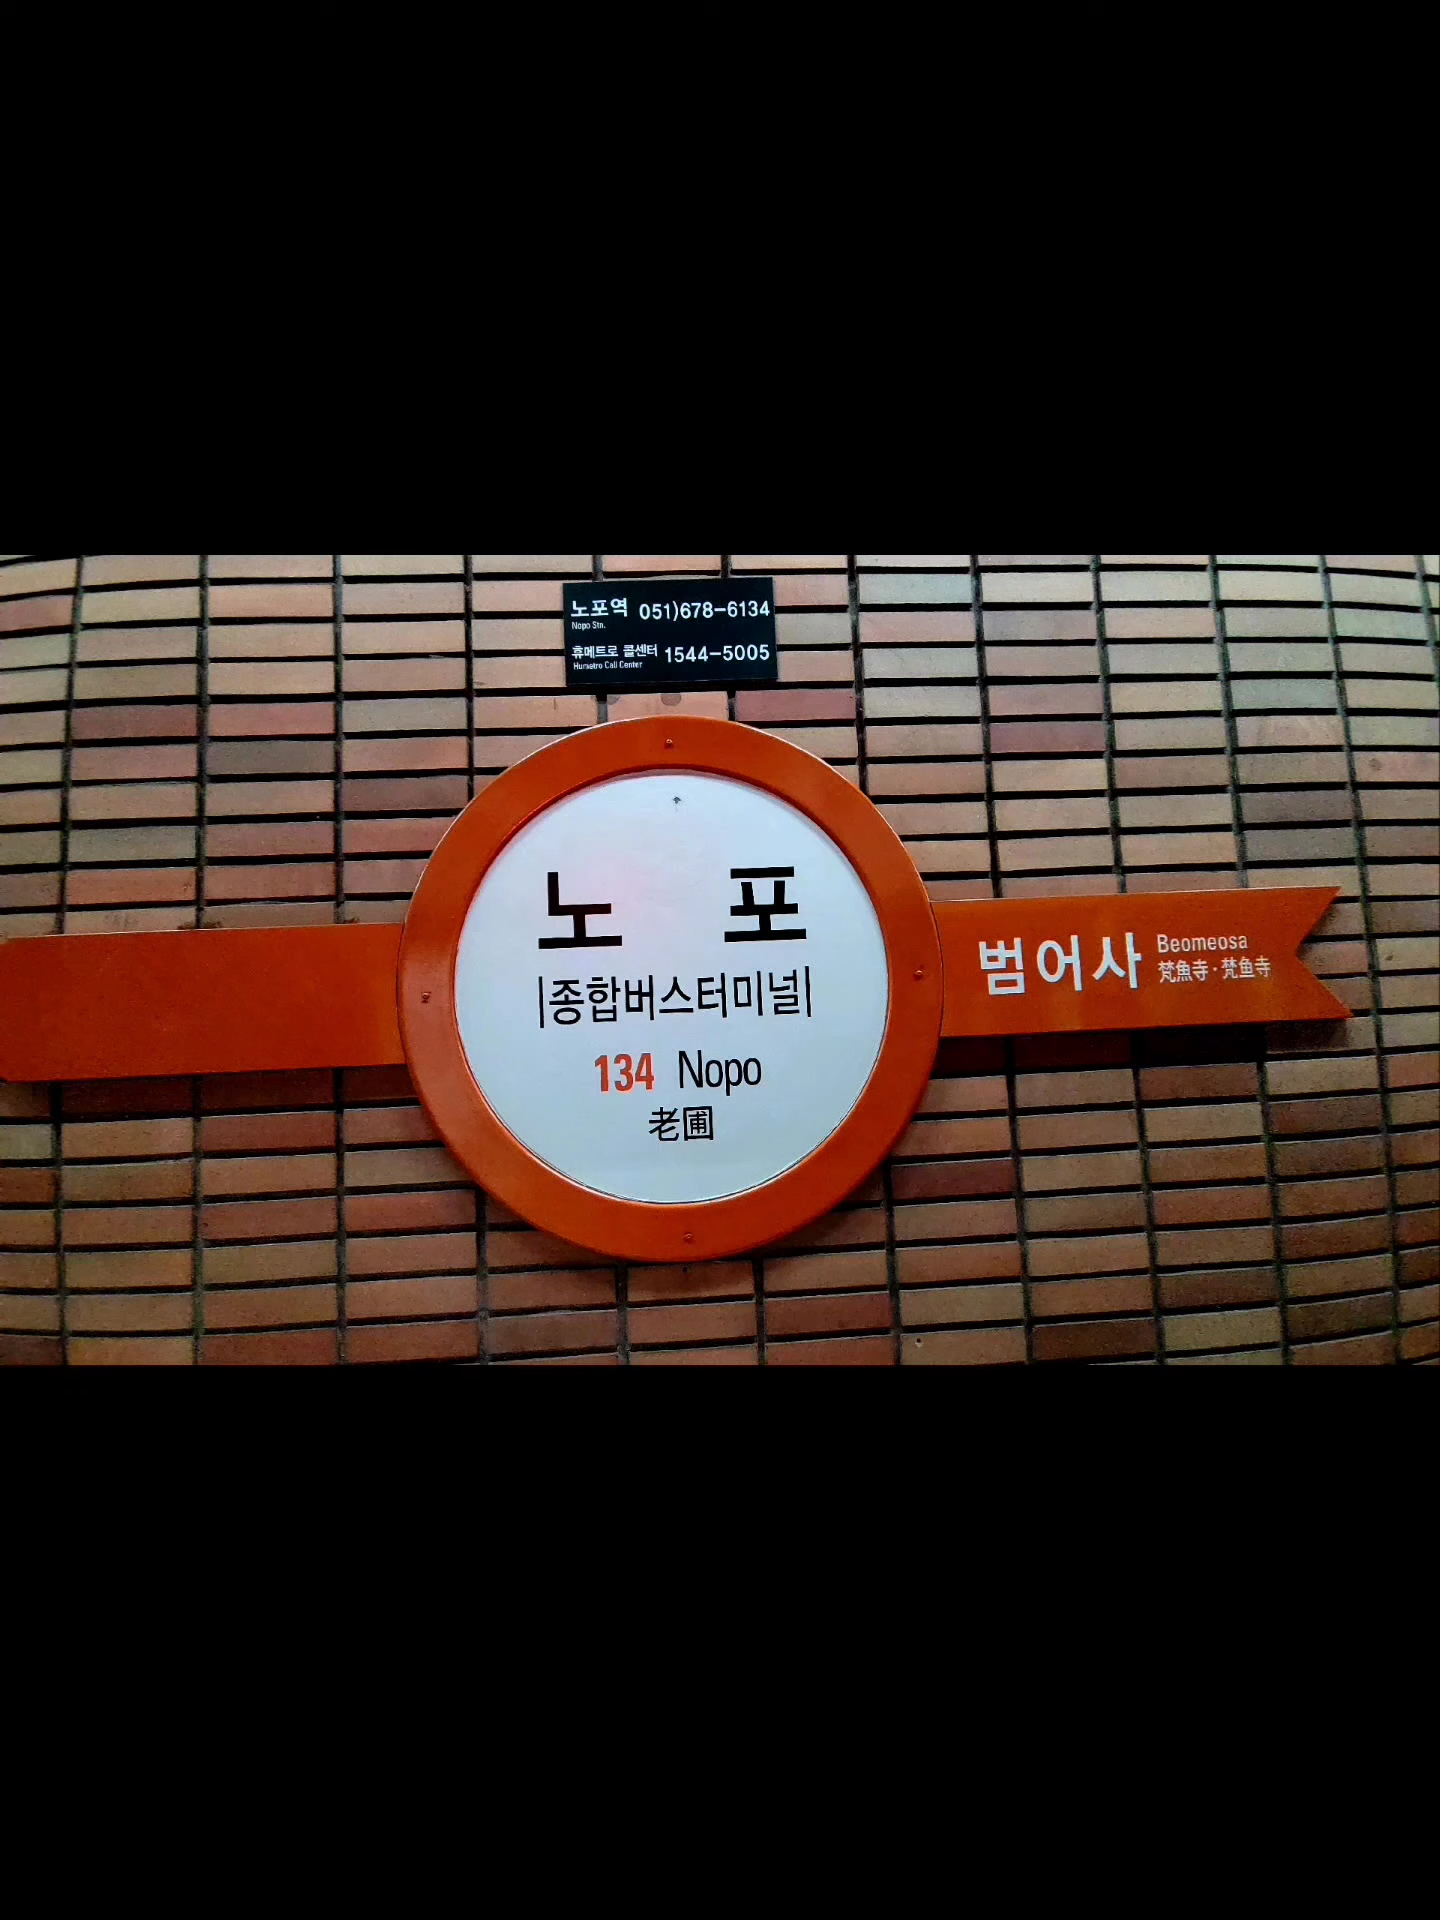 노포역 051)678-6134
Nopo Stn.
휴메트로 콜센터 1544-5005
Humetro Call Center
노 포
|종합버스터미널|
134 Nopo
老圃
범어사 Beomeosa
梵魚寺·梵鱼寺